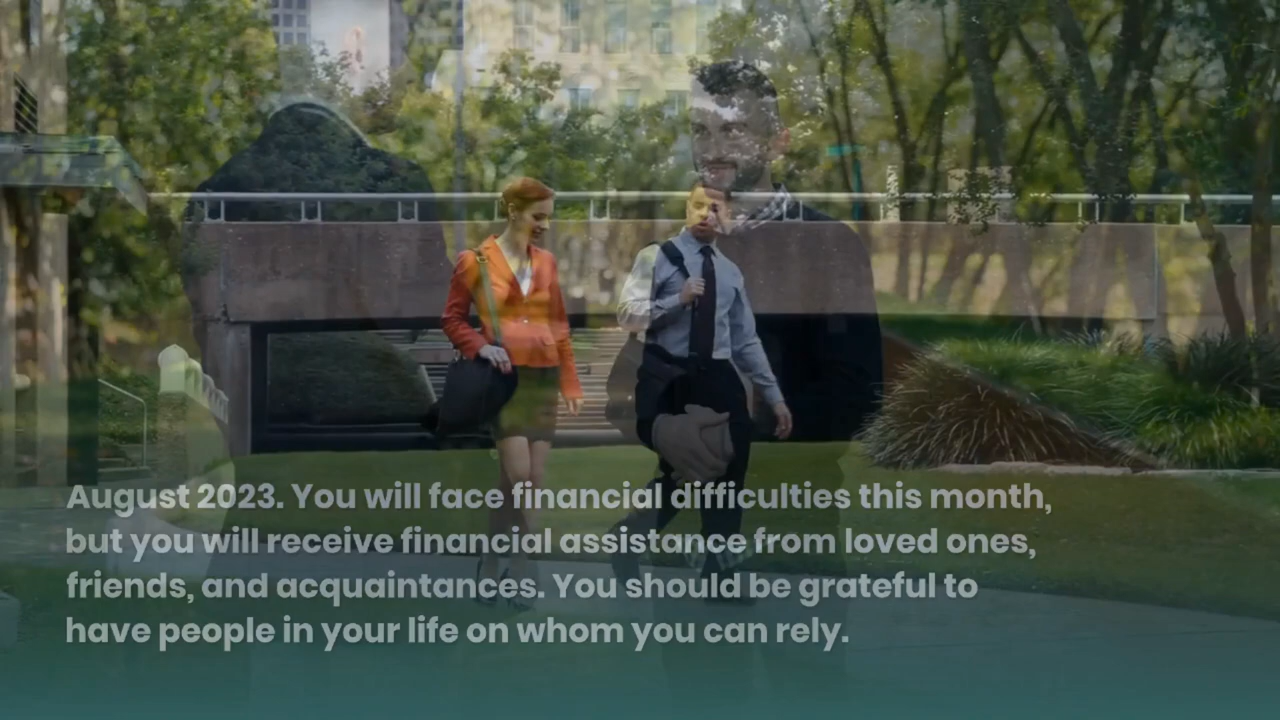 August 2023. You will face financial difficulties this month,
but you will receive financial assistance from loved ones,
friends, and acquaintances. You should be grateful to
have people in your life on whom you can rely.